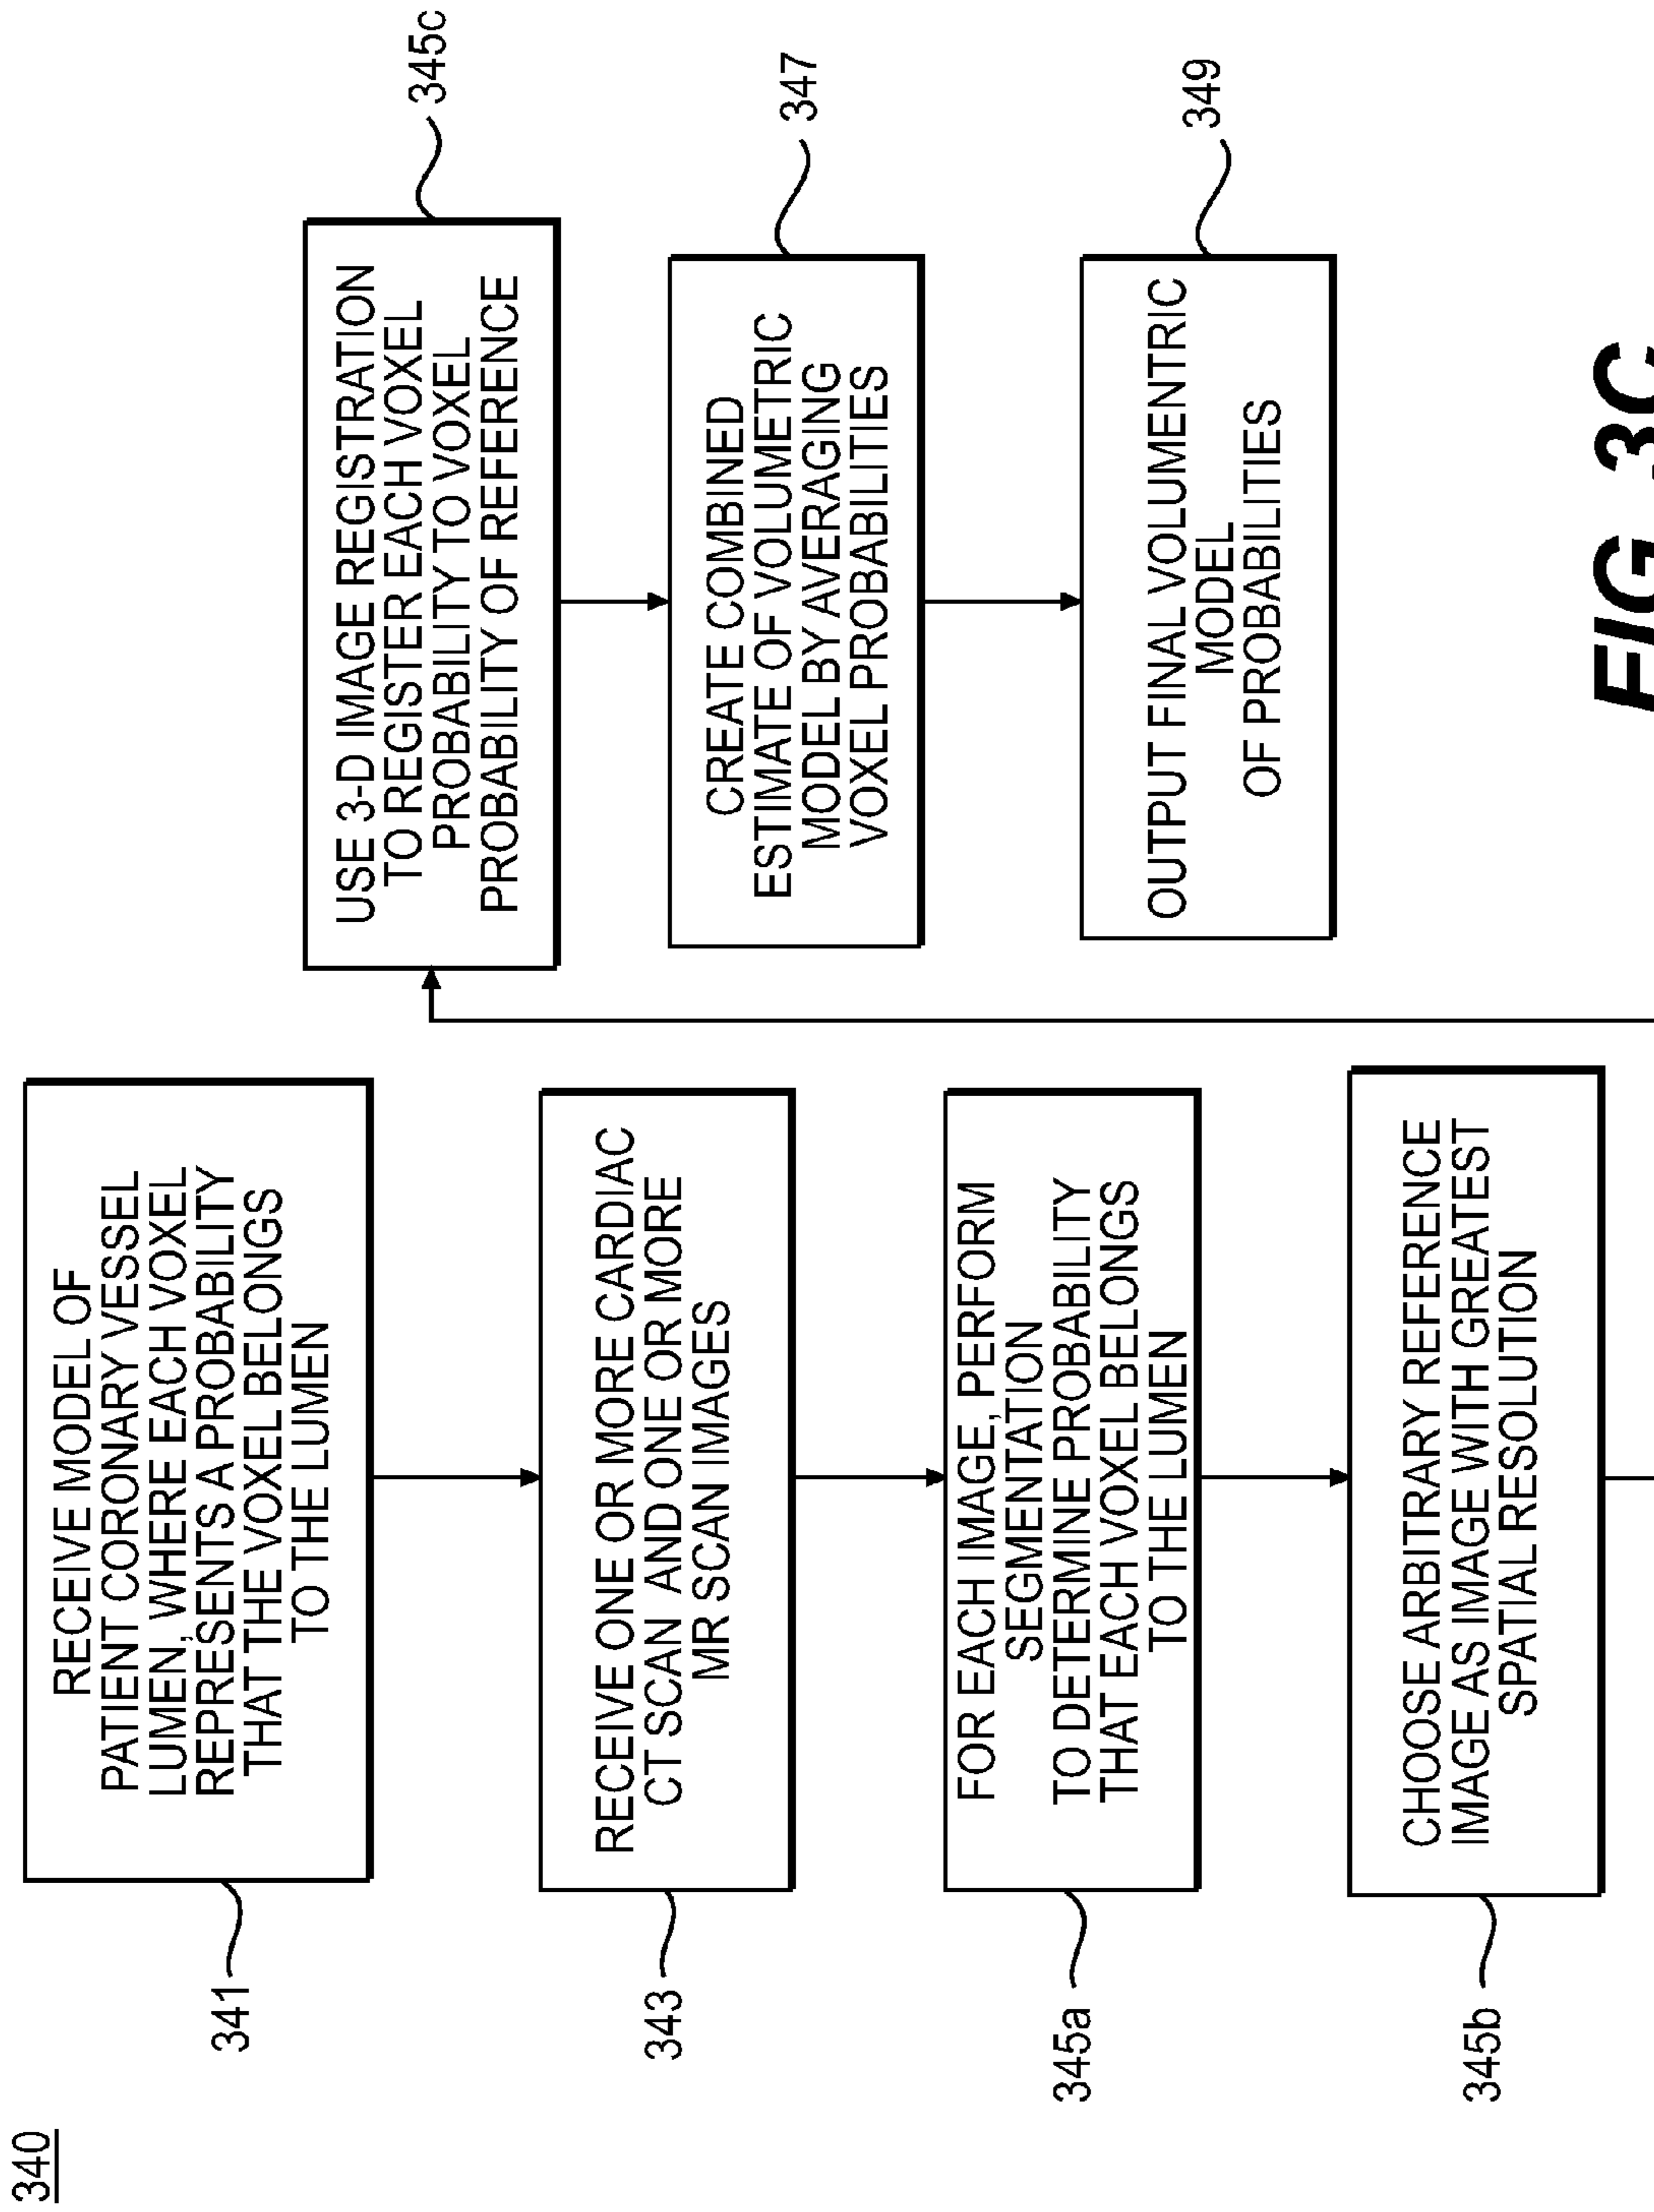 340
RECEIVE MODEL OF
PATIENT CORONARY VESSEL
LUMEN, WHERE EACH VOXEL
REPRESENTS A PROBABILITY
THAT THE VOXEL BELONGS
TO THE LUMEN
341
RECEIVE ONE OR MORE CARDIAC
CT SCAN AND ONE OR MORE
MR SCAN IMAGES
343
FOR EACH IMAGE, PERFORM
SEGMENTATION
TO DETERMINE PROBABILITY
THAT EACH VOXEL BELONGS
TO THE LUMEN
345a
CHOOSE ARBITRARY REFERENCE
IMAGE AS IMAGE WITH GREATEST
SPATIAL RESOLUTION
345b
USE 3-D IMAGE REGISTRATION
TO REGISTER EACH VOXEL
PROBABILITY TO VOXEL
PROBABILITY OF REFERENCE
345c
CREATE COMBINED
ESTIMATE OF VOLUMETRIC
MODEL BY AVERAGING
VOXEL PROBABILITIES
347
OUTPUT FINAL VOLUMENTRIC
MODEL
OF PROBABILITIES
349
FIG. 3C